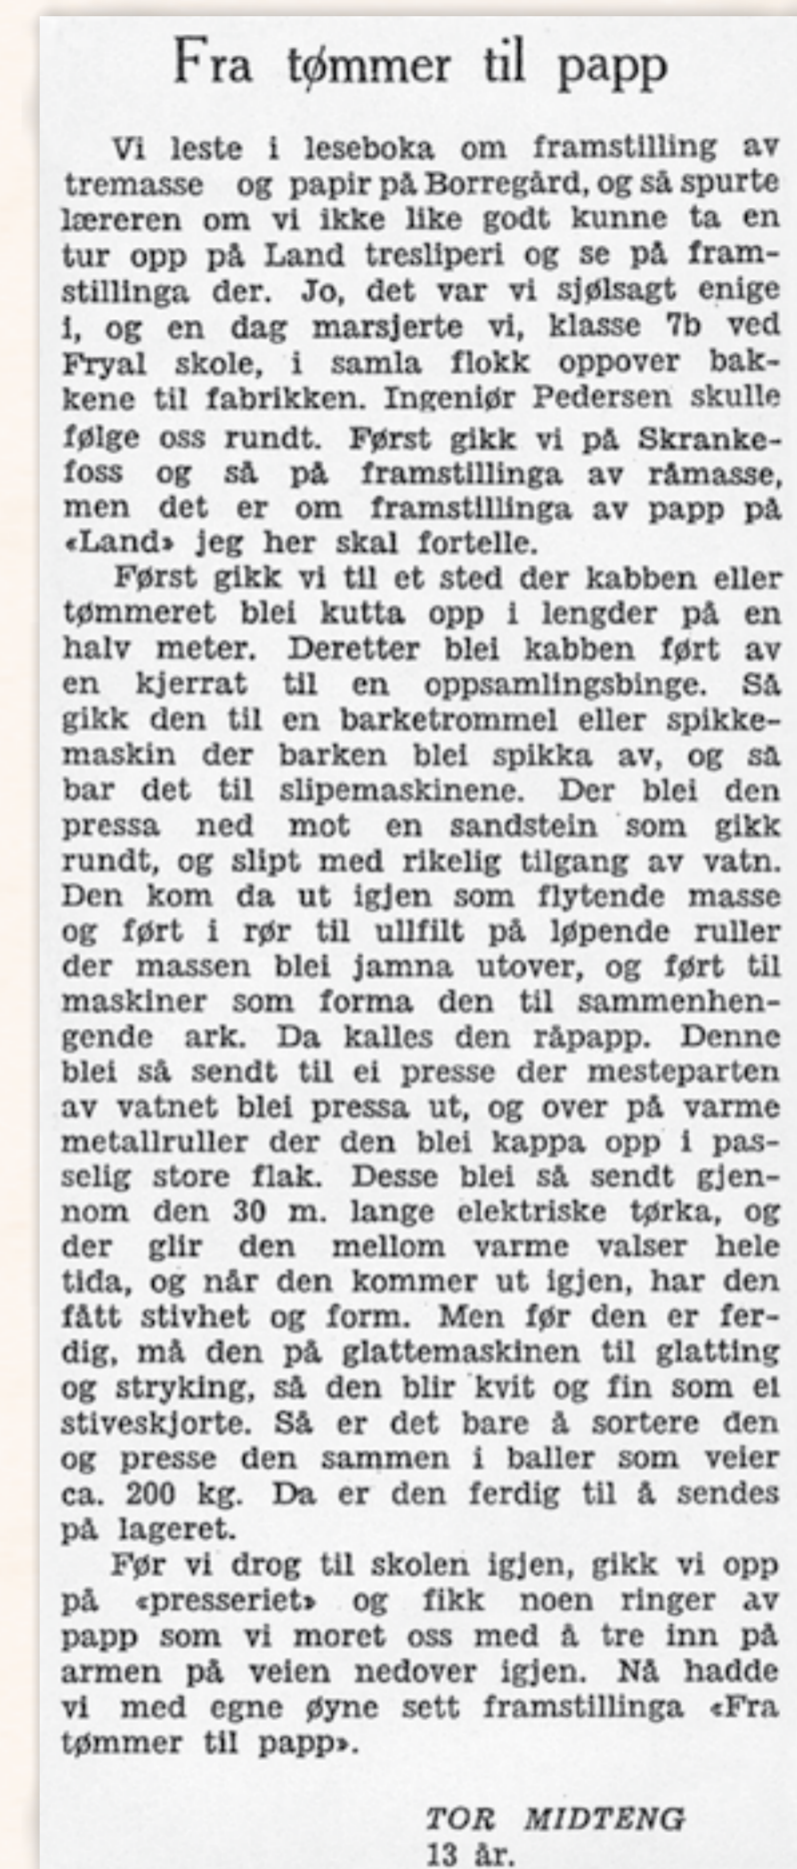 Fra tømmer til papp
Vi leste i leseboka om framstilling av
tremasse og papir på Borregård, og så spurte
læreren om vi ikke like godt kunne ta en
tur opp på Land tresliperi og se på fram-
stillinga der. Jo, det var vi sjølsagt enige
i, og en dag marsjerte vi, klasse 7b ved
Fryal skole, i samla flokk oppover bak-
kene til fabrikken. Ingeniør Pedersen skulle
følge oss rundt. Først gikk vi på Skranke-
foss og så på framstillinga av råmasse,
men det er om framstillinga av papp på
«Land» jeg her skal fortelle.
Først gikk vi til et sted der kabben eller
tømmeret blei kutta opp i lengder på en
halv meter. Deretter blei kabben ført av
en kjerrat til en oppsamlingsbinge. Så
gikk den til en barketrommel eller spikke-
maskin der barken blei spikka av, og så
bar det til slipemaskinene. Der blei den
pressa ned mot en sandstein som gikk
rundt, og slipt med rikelig tilgang av vatn.
Den kom da ut igjen som flytende masse
og ført i rør til ullfilt på løpende ruller
der massen blei jamna utover, og ført til
maskiner som forma den til sammenhen-
gende ark. Da kalles den råpapp. Denne
blei så sendt til ei presse der mesteparten
av vatnet blei pressa ut, og over på varme
metallruller der den blei kappa opp i pas-
selig store flak. Desse blei så sendt gjen-
nom den 30 m. lange elektriske tørka, og
der glir den mellom varme valser hele
tida, og når den kommer ut igjen, har den
fått stivhet og form. Men før den er fer-
dig, må den på glattemaskinen til glatting
og stryking, så den blir kvit og fin som ei
stiveskjorte. Så er det bare å sortere den
og presse den sammen i baller som veier
ca. 200 kg. Da er den ferdig til å sendes
på lageret.
Før vi drog til skolen igjen, gikk vi opp
på «presseriet» og fikk noen ringer av
papp som vi moret oss med å tre inn på
armen på veien nedover igjen. Nå hadde
vi med egne øyne sett framstillinga «Fra
tømmer til papp».
TOR MIDTENG
13 år.